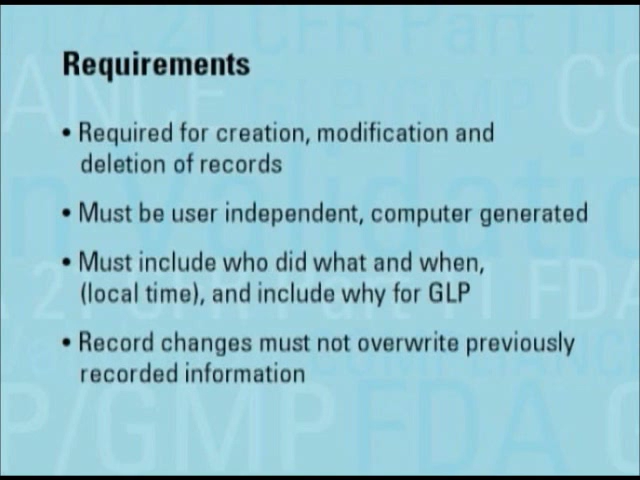 Requirements
• Required for creation, modification and
deletion of records
• Must be user independent, computer generated
• Must include who did what and when,
(local time), and include why for GLP
• Record changes must not overwrite previously
recorded information